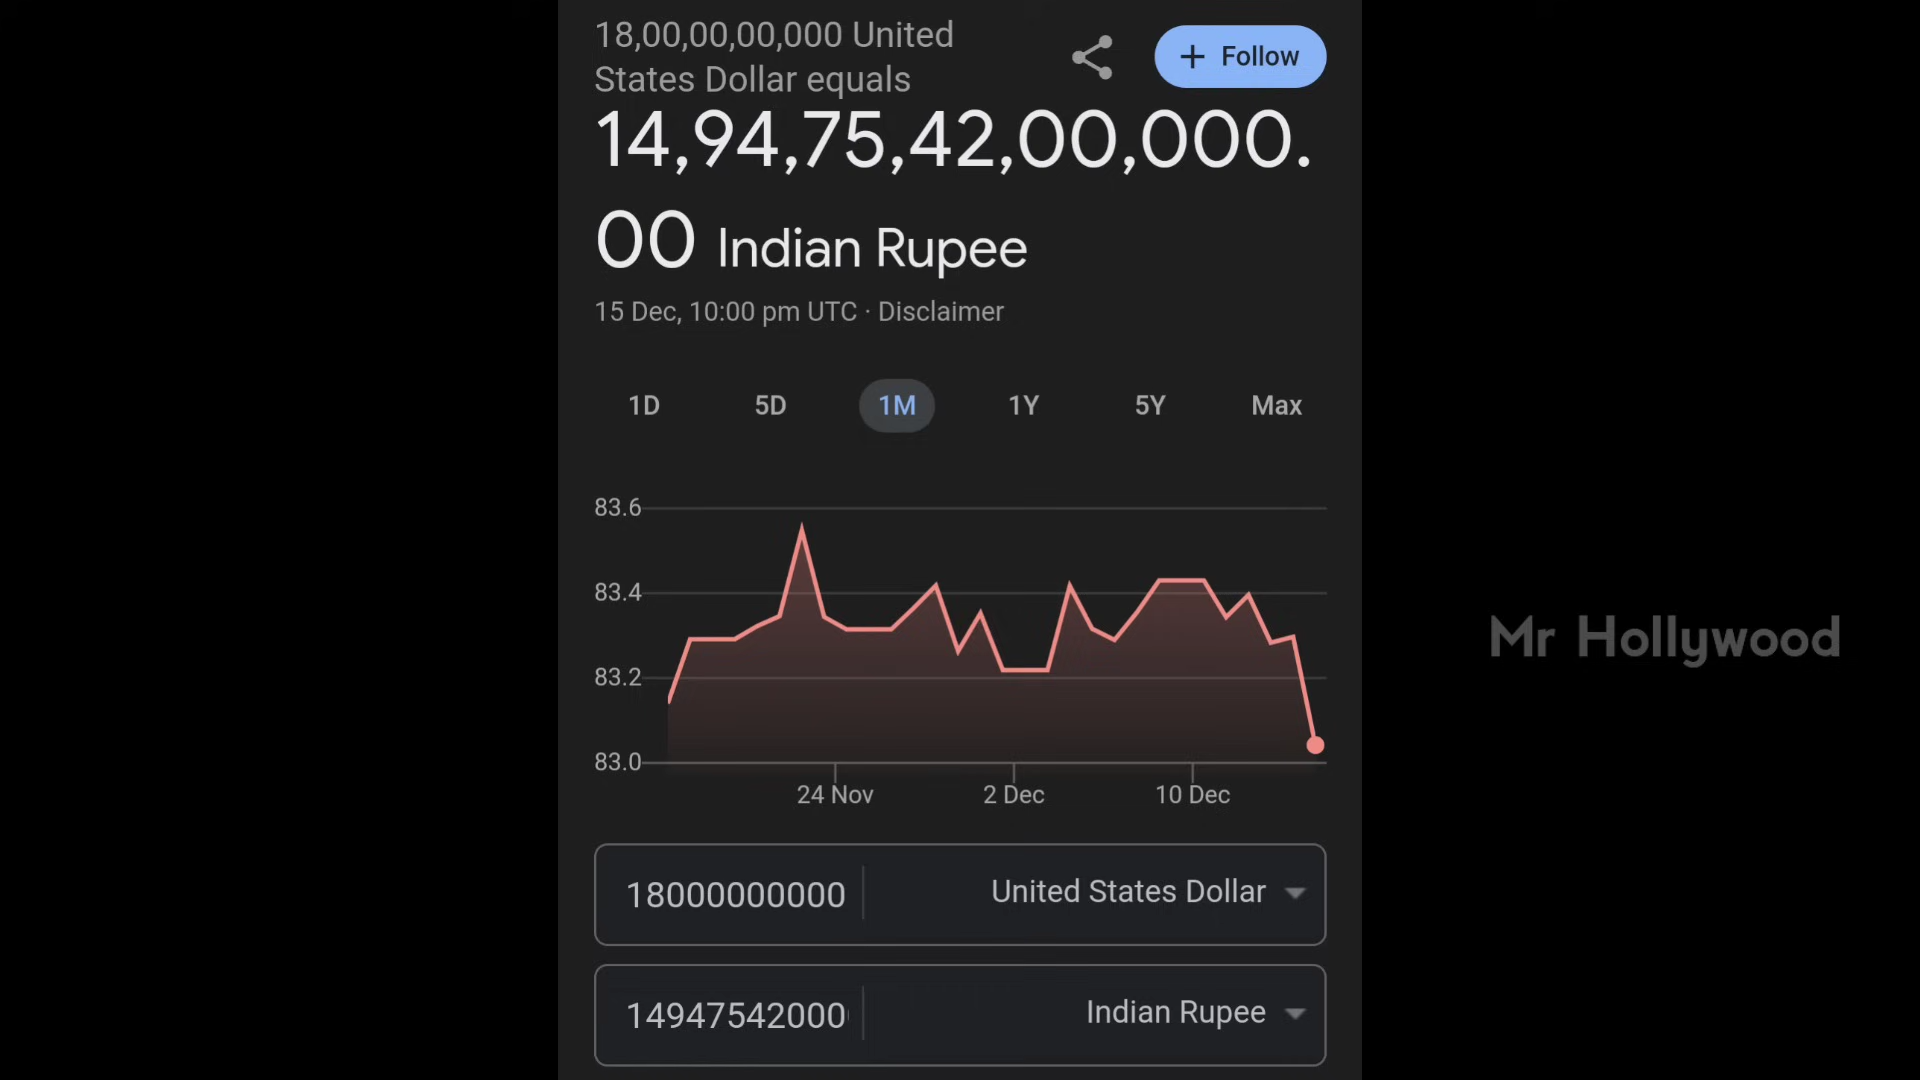 18,00,00,00,000 United
States Dollar equals
+ Follow
14,94,75,42,00,000.
00 Indian Rupee
15 Dec, 10:00 pm UTC · Disclaimer
1D 5D 1M 1Y 5Y Max
83.6
83.4
83.2
83.0
24 Nov 2 Dec 10 Dec
Mr Hollywood
18000000000 United States Dollar
14947542000 Indian Rupee